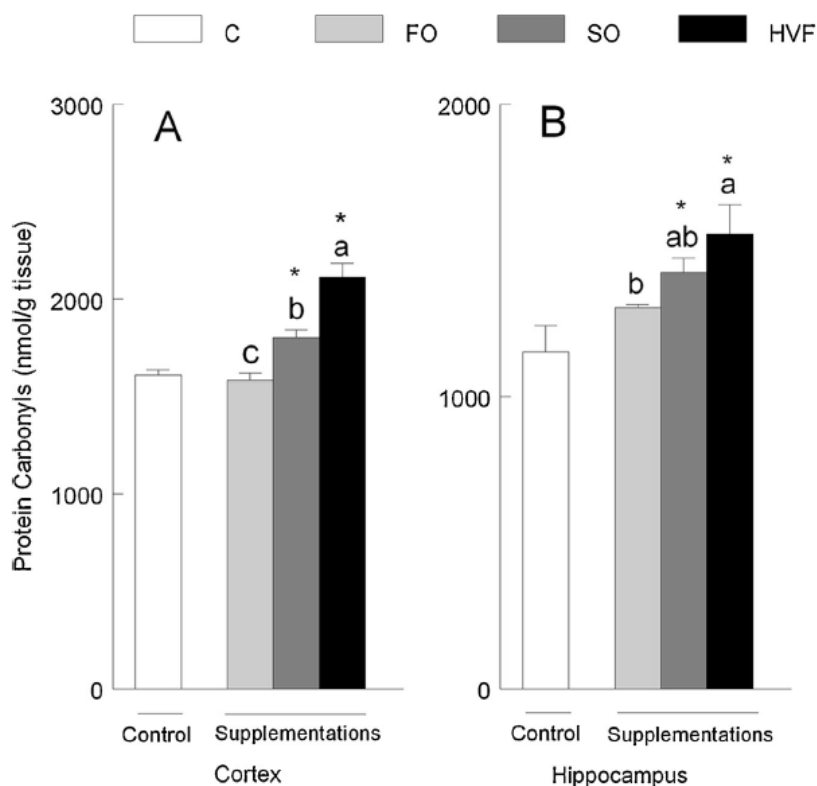 C FO SO HVF
Protein Carbonyls (nmol/g tissue)
A
3000
2000
1000
0
c
b
*
a
*
Control Supplementations
Cortex
B
2000
1000
0
b
ab
*
a
*
Control Supplementations
Hippocampus